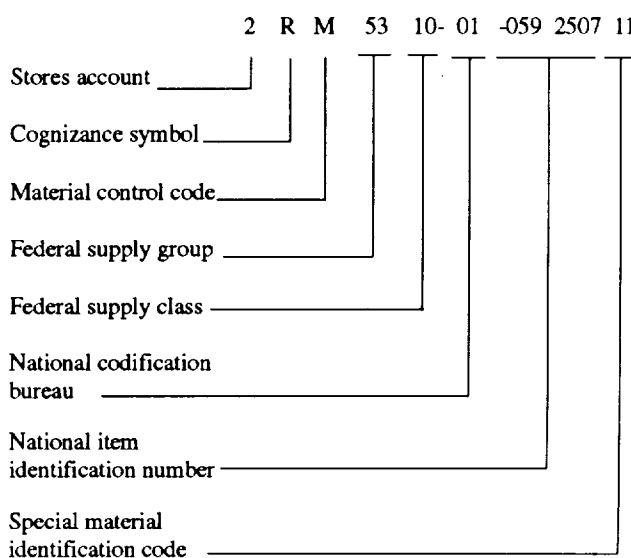 2 R M 53 10- 01 -059 2507 11
Stores account
Cognizance symbol
Material control code
Federal supply group
Federal supply class
National codification
bureau
National item
identification number
Special material
identification code